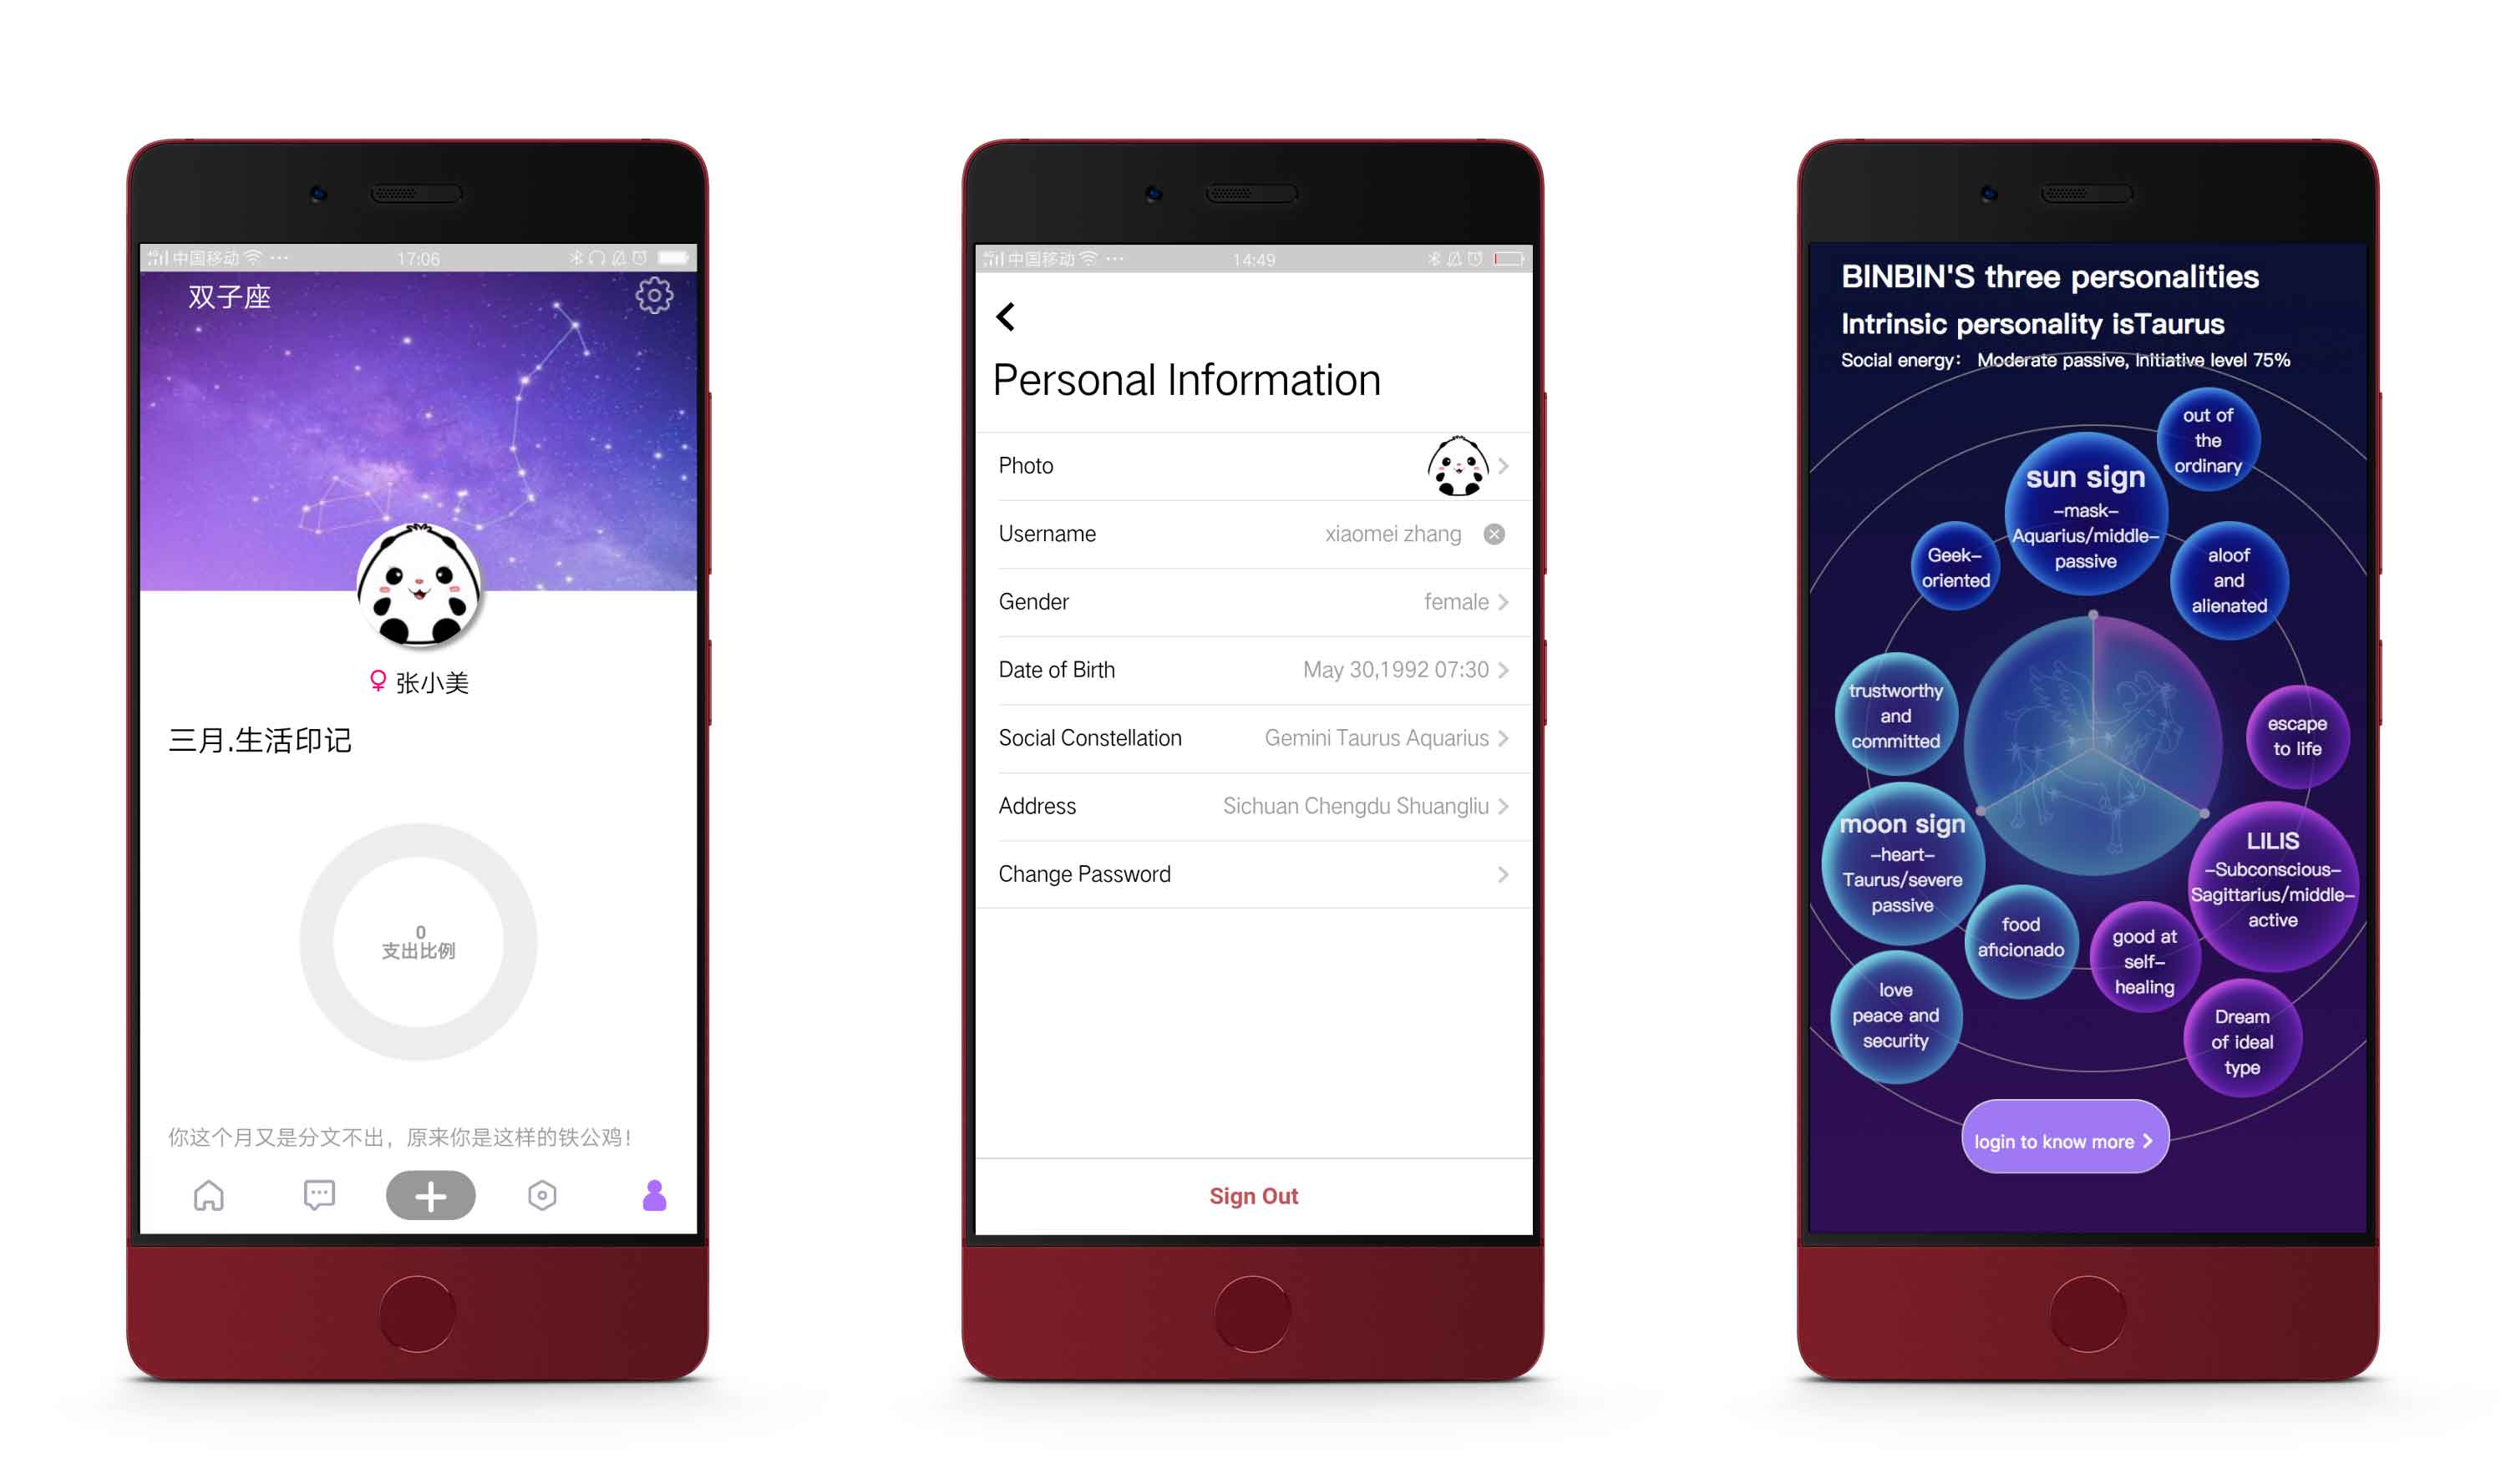 中国移动
17:06
双子座
张小美
三月.生活印记
0
支出比例
你这个月又是分文不出，原来你是这样的铁公鸡！
中国移动
14:49
Personal Information
Photo
Username xiaomei zhang
Gender female
Date of Birth May 30,1992 07:30
Social Constellation Gemini Taurus Aquarius
Address Sichuan Chengdu Shuangliu
Change Password
Sign Out
BINBIN'S three personalities
Intrinsic personality isTaurus
Social energy： Moderate passive, Initiative level 75%
out of
the
ordinary
sun sign
–mask–
Aquarius/middle–
passive
Geek–
oriented
aloof
and
alienated
trustworthy
and
committed
escape
to life
moon sign
–heart–
Taurus/severe
passive
LILIS
–Subconscious–
Sagittarius/middle–
active
food
aficionado
good at
self–
healing
love
peace and
security
Dream
of ideal
type
login to know more